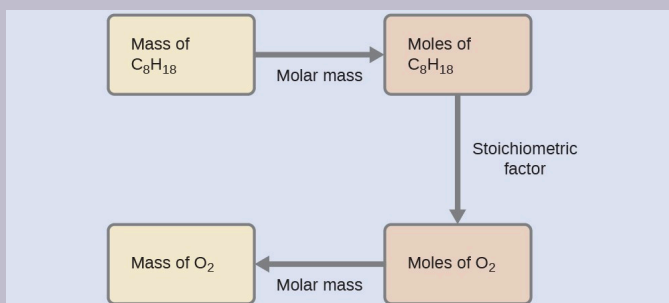 Mass of
C₈H₁₈
Molar mass
Moles of
C₈H₁₈
Stoichiometric
factor
Mass of O₂
Molar mass
Moles of O₂